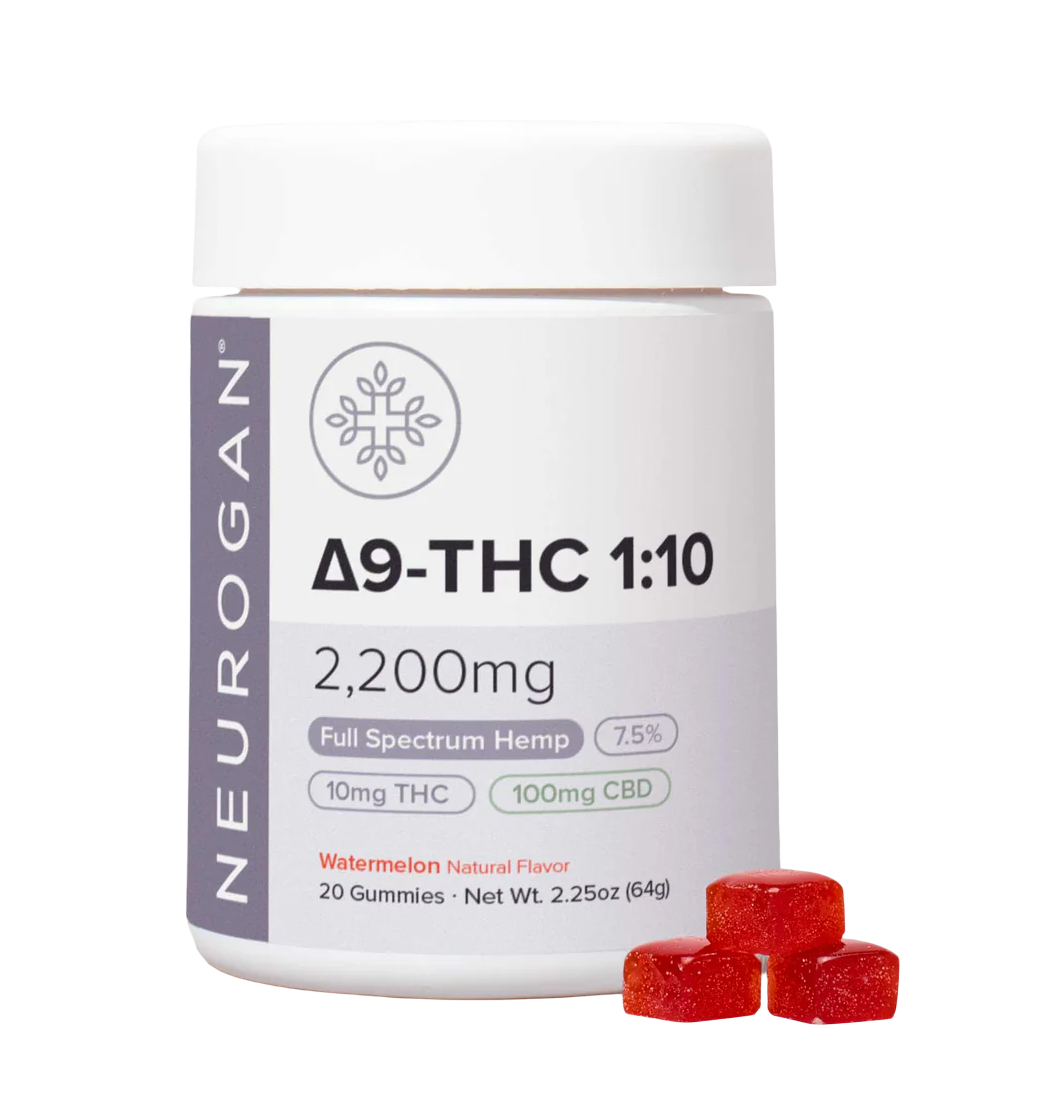 NEUROGAN®
Δ9-THC 1:10
2,200mg
Full Spectrum Hemp 7.5%
10mg THC 100mg CBD
Watermelon Natural Flavor
20 Gummies · Net Wt. 2.25oz (64g)